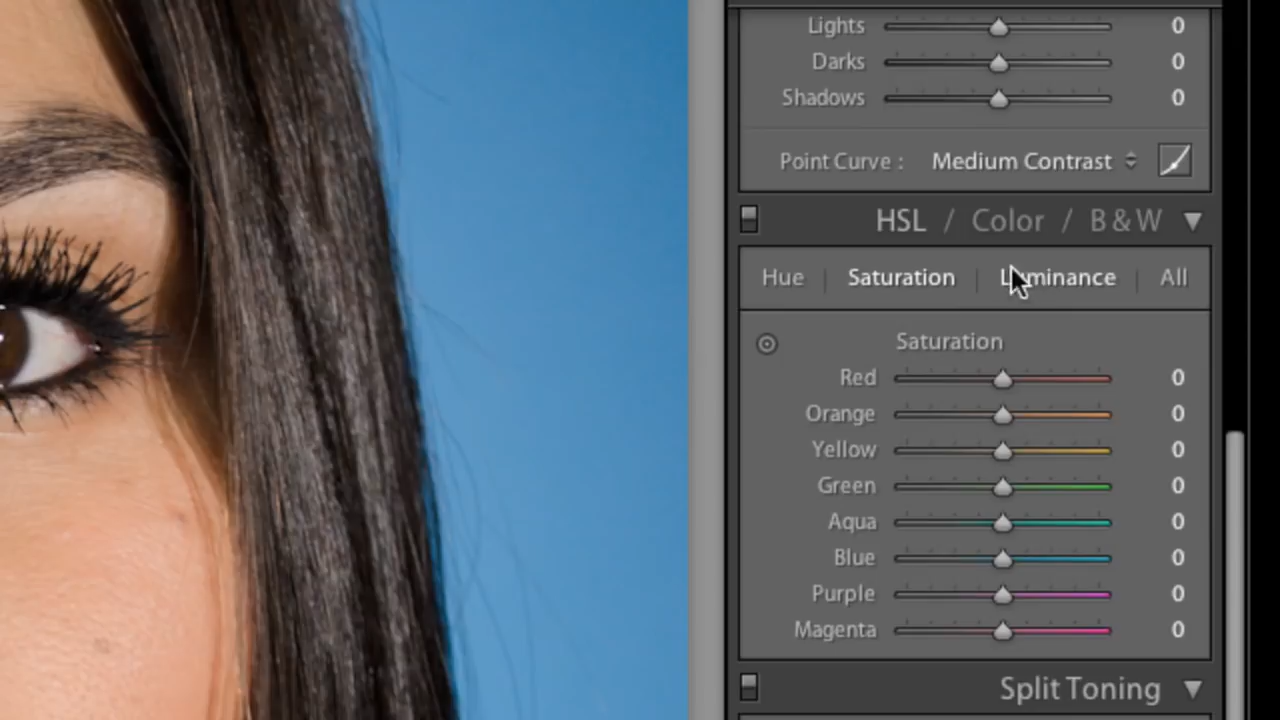 Lights 0
Darks 0
Shadows 0
Point Curve : Medium Contrast
HSL / Color / B & W
Hue | Saturation | Luminance | All
Saturation
Red 0
Orange 0
Yellow 0
Green 0
Aqua 0
Blue 0
Purple 0
Magenta 0
Split Toning